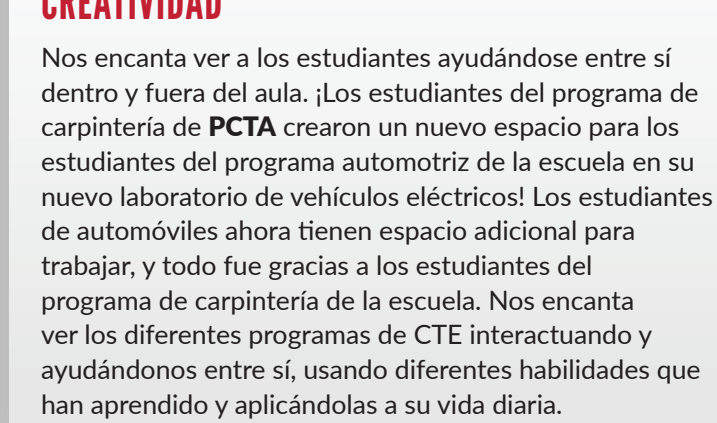 CREATIVIDAD
Nos encanta ver a los estudiantes ayudándose entre sí
dentro y fuera del aula. ¡Los estudiantes del programa de
carpintería de PCTA crearon un nuevo espacio para los
estudiantes del programa automotriz de la escuela en su
nuevo laboratorio de vehículos eléctricos! Los estudiantes
de automóviles ahora tienen espacio adicional para
trabajar, y todo fue gracias a los estudiantes del
programa de carpintería de la escuela. Nos encanta
ver los diferentes programas de CTE interactuando y
ayudándonos entre sí, usando diferentes habilidades que
han aprendido y aplicándolas a su vida diaria.